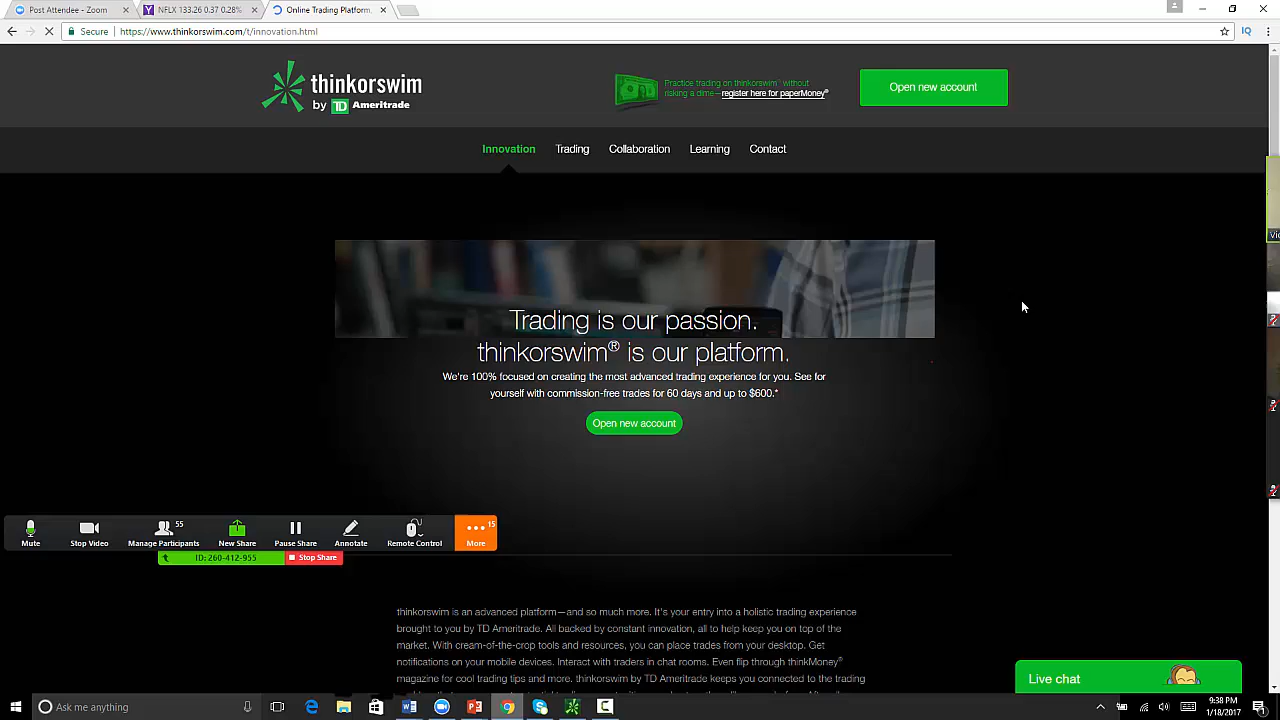 Post Attendee - Zoom
NFLX 133.26 0.37 0.28%
Online Trading Platform,
Secure
https://www.thinkorswim.com/t/innovation.html
thinkorswim
by TD Ameritrade
Practice trading on thinkorswim® without
risking a dime—register here for paperMoney®
Open new account
Innovation
Trading
Collaboration
Learning
Contact
Trading is our passion.
thinkorswim® is our platform.
We're 100% focused on creating the most advanced trading experience for you. See for
yourself with commission-free trades for 60 days and up to $600.*
Open new account
55
15
Mute
Stop Video
Manage Participants
New Share
Pause Share
Annotate
Remote Control
More
ID: 260-412-955
Stop Share
thinkorswim is an advanced platform—and so much more. It's your entry into a holistic trading experience
brought to you by TD Ameritrade. All backed by constant innovation, all to help keep you on top of the
market. With cream-of-the-crop tools and resources, you can place trades from your desktop. Get
notifications on your mobile devices. Interact with traders in chat rooms. Even flip through thinkMoney®
magazine for cool trading tips and more. thinkorswim by TD Ameritrade keeps you connected to the trading
Live chat
Ask me anything
9:38 PM
1/18/2017